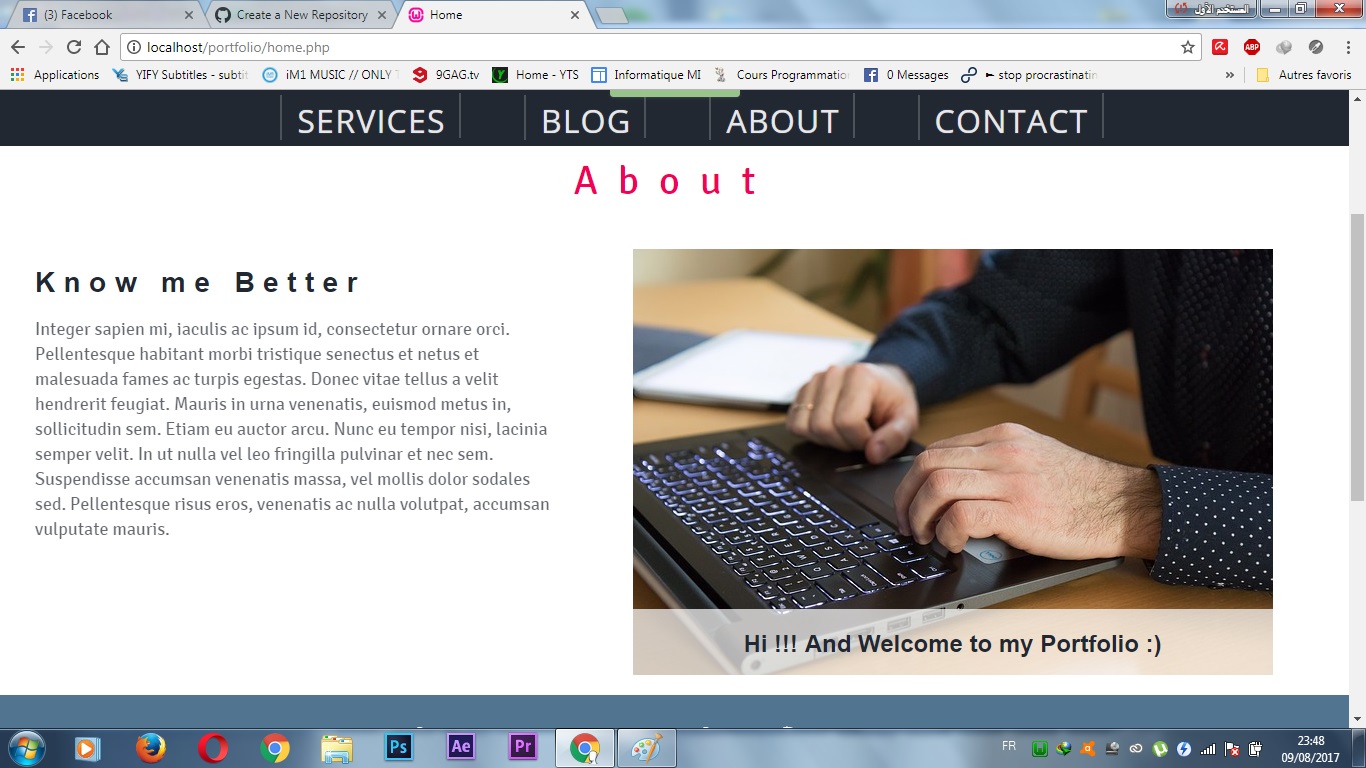 (3) Facebook
Create a New Repository
Home
المستخدم الأول
localhost/portfolio/home.php
ABP
Applications
YIFY Subtitles - subtit
iM1 MUSIC // ONLY
9GAG.tv
Home - YTS
Informatique MI
Cours Programmation
0 Messages
stop procrastinatin
»
Autres favoris
SERVICES
BLOG
ABOUT
CONTACT
About
Know me Better
Integer sapien mi, iaculis ac ipsum id, consectetur ornare orci.
Pellentesque habitant morbi tristique senectus et netus et
malesuada fames ac turpis egestas. Donec vitae tellus a velit
hendrerit feugiat. Mauris in urna venenatis, euismod metus in,
sollicitudin sem. Etiam eu auctor arcu. Nunc eu tempor nisi, lacinia
semper velit. In ut nulla vel leo fringilla pulvinar et nec sem.
Suspendisse accumsan venenatis massa, vel mollis dolor sodales
sed. Pellentesque risus eros, venenatis ac nulla volutpat, accumsan
vulputate mauris.
Hi !!! And Welcome to my Portfolio :)
Ps
Ae
Pr
FR
23:48
09/08/2017